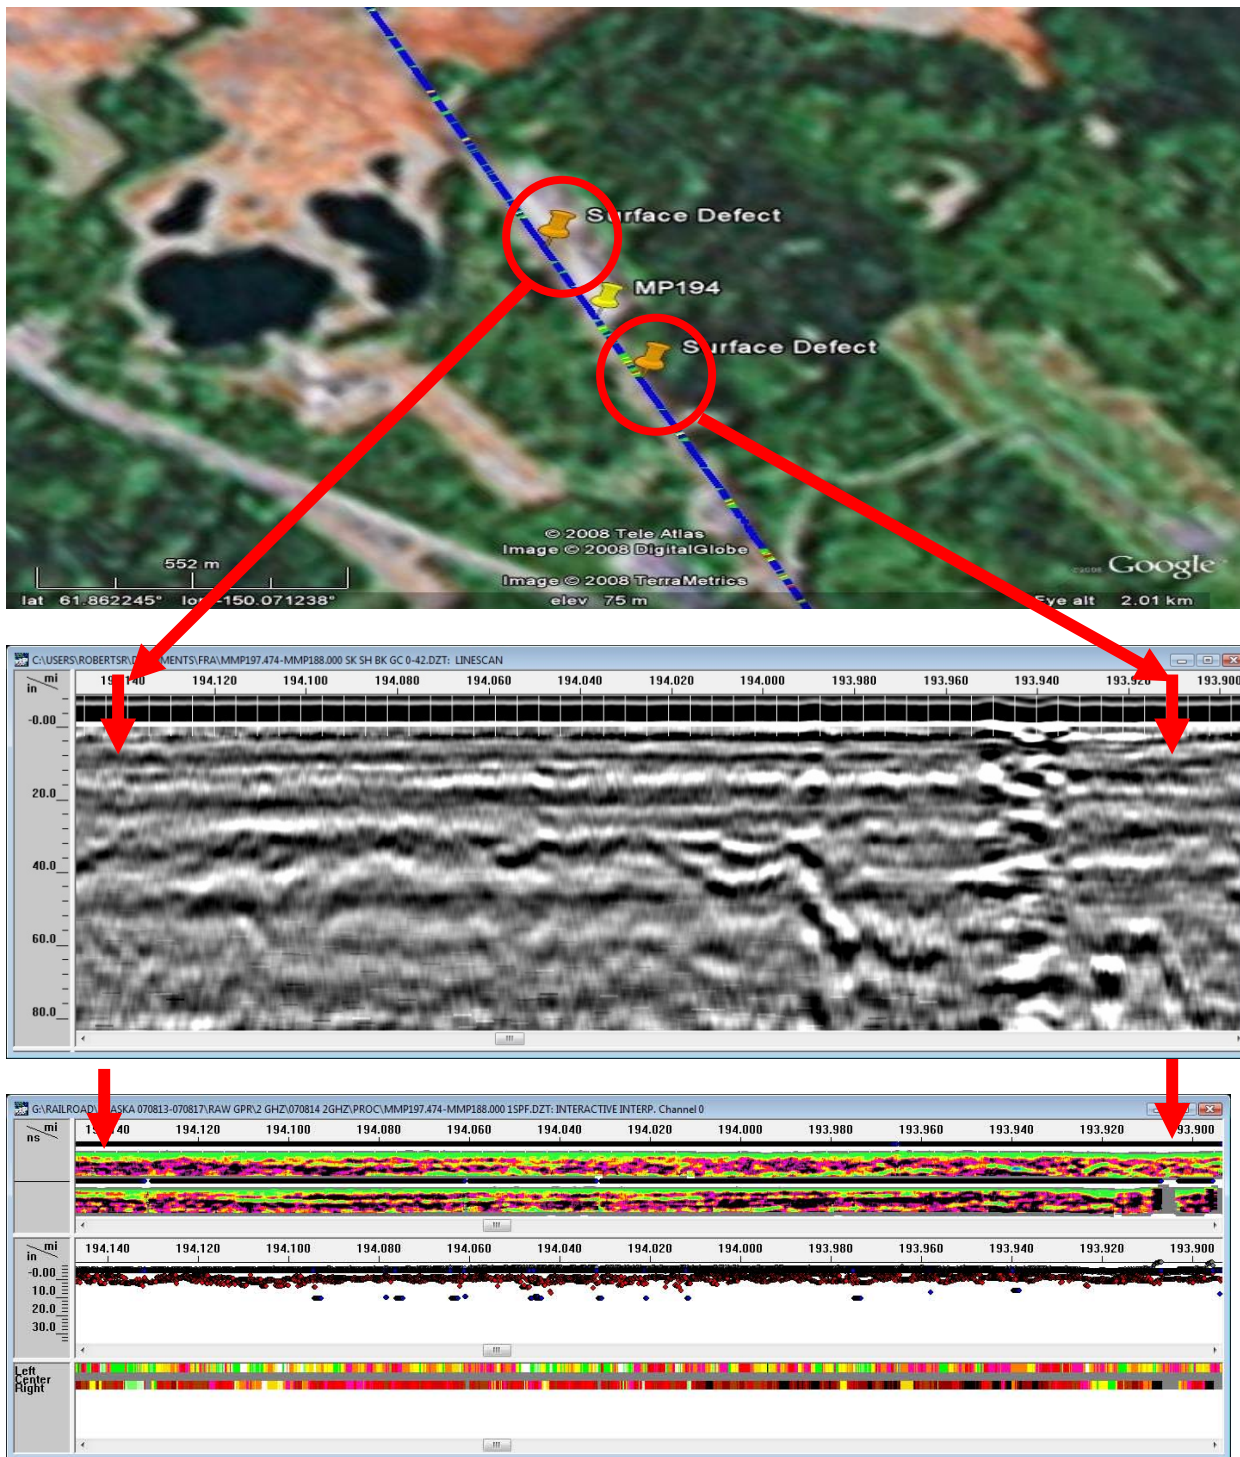 Surface Defect
MP194
Surface Defect
© 2008 Tele Atlas
Image © 2008 DigitalGlobe
552 m
©2008 Google
Image © 2008 TerraMetrics
lat 61.862245° -150.071238° elev 75 m Eye alt 2.01 km
C:\USERS\ROBERTSR\ FRA\MMP197.474-MMP188.000 SK SH BK GC 0-42.DZT: LINESCAN
mi
in
194.120 194.100 194.080 194.060 194.040 194.020 194.000 193.980 193.960 193.940 193.920 193.900
-0.00
20.0
40.0
60.0
80.0
G:\RAILROAD\ 070813-070817\RAW GPR\2 GHZ\070814 2GHZ\PROC\MMP197.474-MMP188.000 1SPF.DZT: INTERACTIVE INTERP. Channel 0
mi
ns
194.120 194.100 194.080 194.060 194.040 194.020 194.000 193.980 193.960 193.940 193.920 193.900
mi
in
194.140 194.120 194.100 194.080 194.060 194.040 194.020 194.000 193.980 193.960 193.940 193.920 193.900
-0.00
10.0
20.0
30.0
Left
Center
Right